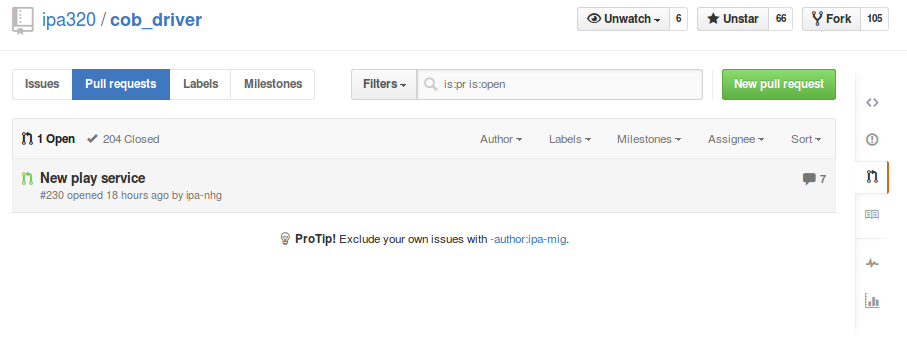 ipa320 / cob_driver
Unwatch 6 Unstar 66 Fork 105
Issues Pull requests Labels Milestones Filters is:pr is:open New pull request
1 Open 204 Closed Author Labels Milestones Assignee Sort
New play service 7
#230 opened 18 hours ago by ipa-nhg
ProTip! Exclude your own issues with -author:ipa-mig.